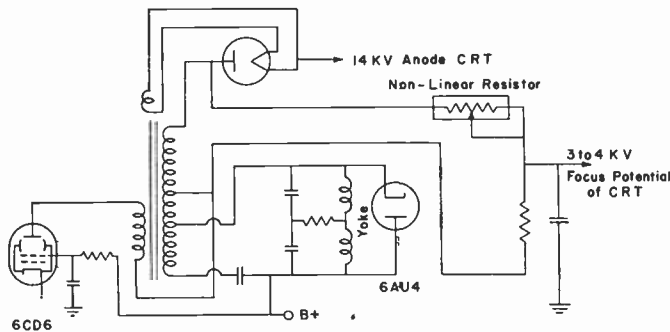 14 KV Anode CRT
Non-Linear Resistor
3 to 4 KV
Focus Potential
of CRT
Yoke
6AU4
B+
6CD6